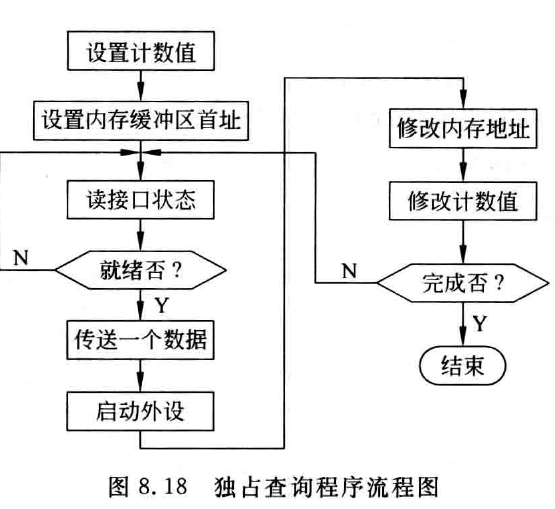 设置计数值
设置内存缓冲区首址
读接口状态
N
就绪否？
Y
传送一个数据
启动外设
修改内存地址
修改计数值
N
完成否？
Y
结束
图 8.18 独占查询程序流程图